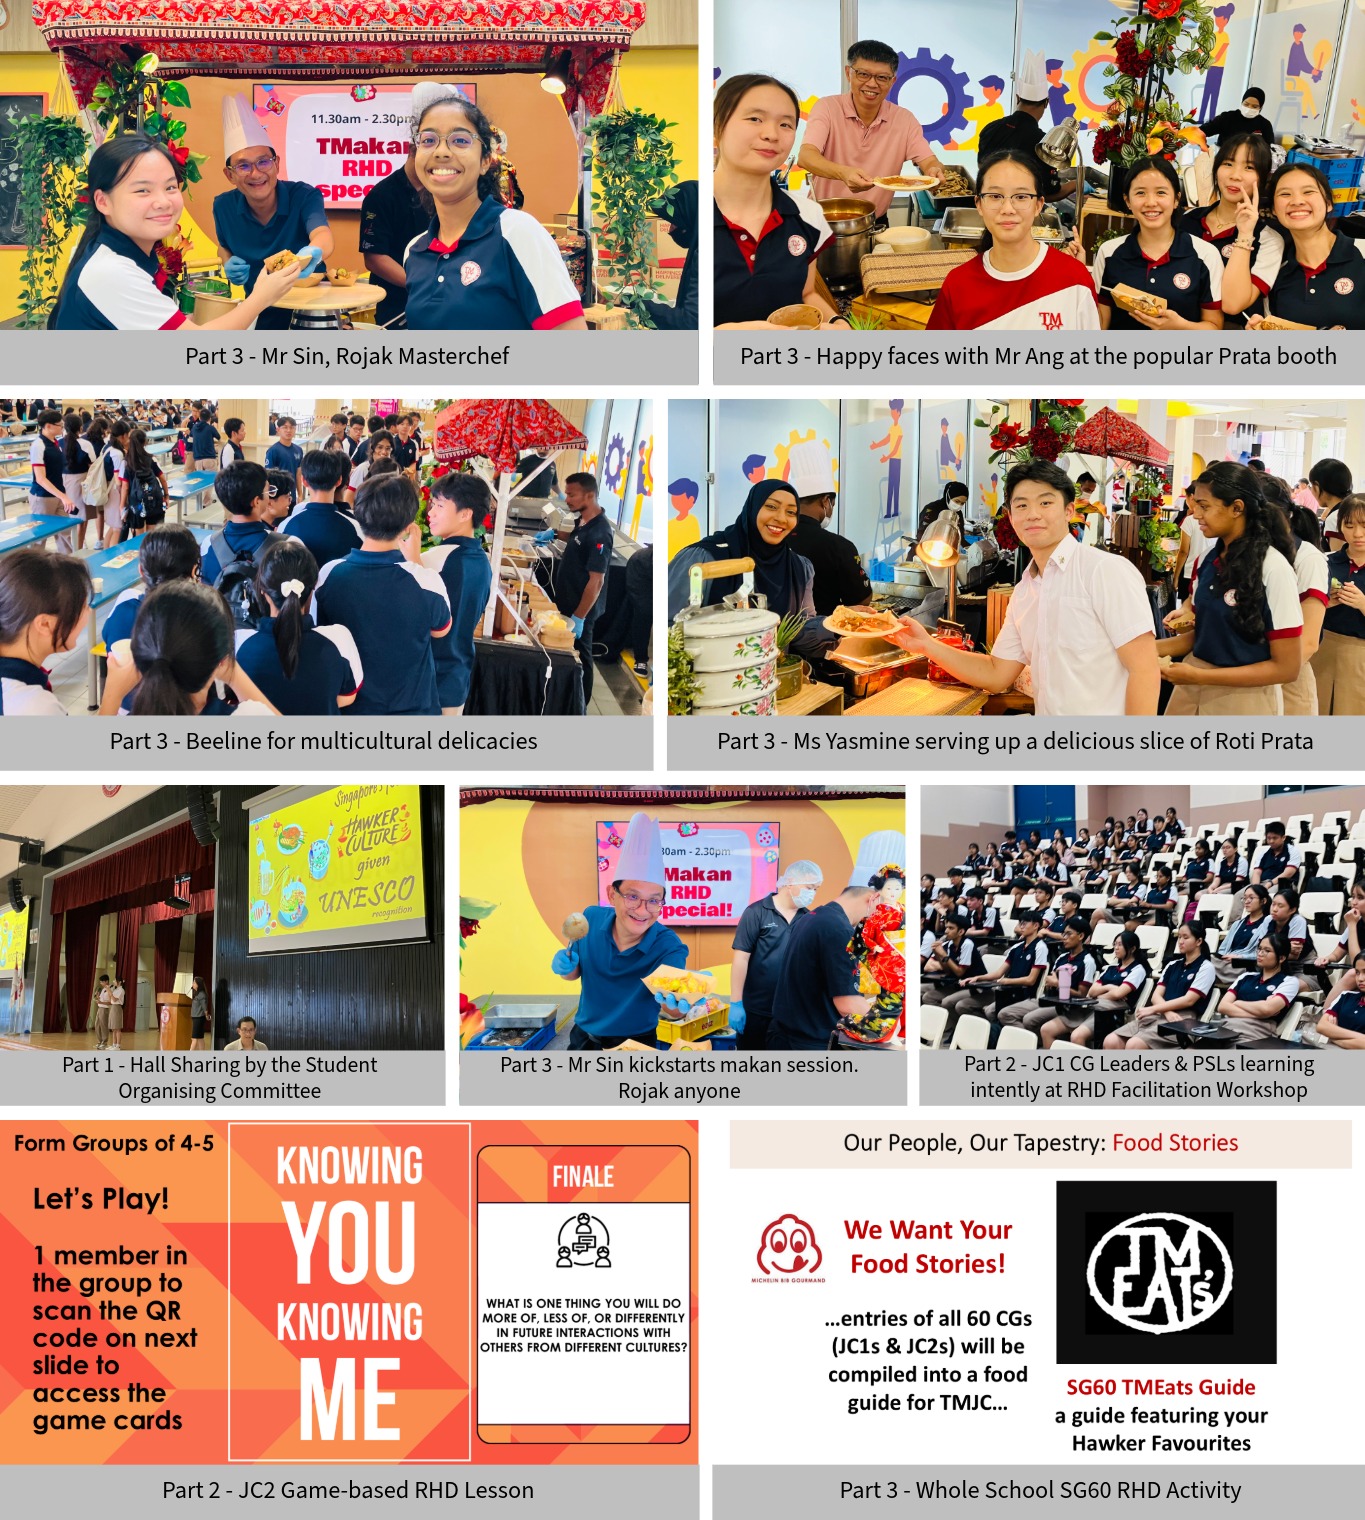 11.30am - 2.30pm
TMakan
RHD
special
TM
Part 3 - Mr Sin, Rojak Masterchef
TM
Part 3 - Happy faces with Mr Ang at the popular Prata booth
Part 3 - Beeline for multicultural delicacies
Part 3 - Ms Yasmine serving up a delicious slice of Roti Prata
Singapore's
HAWKER
CULTURE
given
UNESCO
recognition
Part 1 - Hall Sharing by the Student
Organising Committee
30am - 2.30pm
Makan
RHD
special!
Part 3 - Mr Sin kickstarts makan session.
Rojak anyone
Part 2 - JC1 CG Leaders & PSLs learning
intently at RHD Facilitation Workshop
Form Groups of 4-5
Let's Play!
1 member in
the group to
scan the QR
code on next
slide to
access the
game cards
KNOWING
YOU
KNOWING
ME
FINALE
WHAT IS ONE THING YOU WILL DO
MORE OF, LESS OF, OR DIFFERENTLY
IN FUTURE INTERACTIONS WITH
OTHERS FROM DIFFERENT CULTURES?
Part 2 - JC2 Game-based RHD Lesson
Our People, Our Tapestry: Food Stories
MICHELIN BIB GOURMAND
We Want Your
Food Stories!
...entries of all 60 CGs
(JC1s & JC2s) will be
compiled into a food
guide for TMJC...
TM
EATs'
SG60 TMEats Guide
a guide featuring your
Hawker Favourites
Part 3 - Whole School SG60 RHD Activity